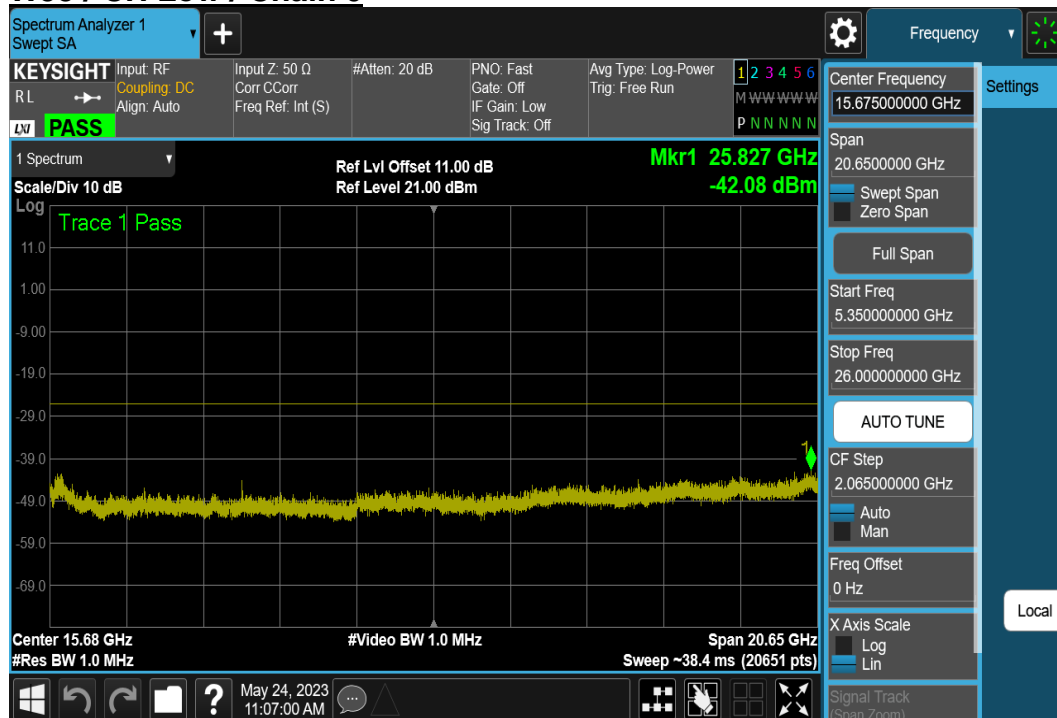 Spectrum Analyzer 1
Swept SA
Frequency
KEYSIGHT
RL
LXI
PASS
Input: RF
Coupling: DC
Align: Auto
Input Z: 50 Ω
Corr CCorr
Freq Ref: Int (S)
#Atten: 20 dB
PNO: Fast
Gate: Off
IF Gain: Low
Sig Track: Off
Avg Type: Log-Power
Trig: Free Run
1 2 3 4 5 6
M W W W W W
P N N N N N
1 Spectrum
Scale/Div 10 dB
Ref Lvl Offset 11.00 dB
Ref Level 21.00 dBm
Mkr1 25.827 GHz
-42.08 dBm
Log
Trace 1 Pass
11.0
1.00
-9.00
-19.0
-29.0
-39.0
-49.0
-59.0
-69.0
1
Center 15.68 GHz
#Video BW 1.0 MHz
Span 20.65 GHz
#Res BW 1.0 MHz
Sweep ~38.4 ms (20651 pts)
May 24, 2023
11:07:00 AM
?
Center Frequency
15.675000000 GHz
Settings
Span
20.6500000 GHz
Swept Span
Zero Span
Full Span
Start Freq
5.350000000 GHz
Stop Freq
26.000000000 GHz
AUTO TUNE
CF Step
2.065000000 GHz
Auto
Man
Freq Offset
0 Hz
Local
X Axis Scale
Log
Lin
Signal Track
(Span Zoom)